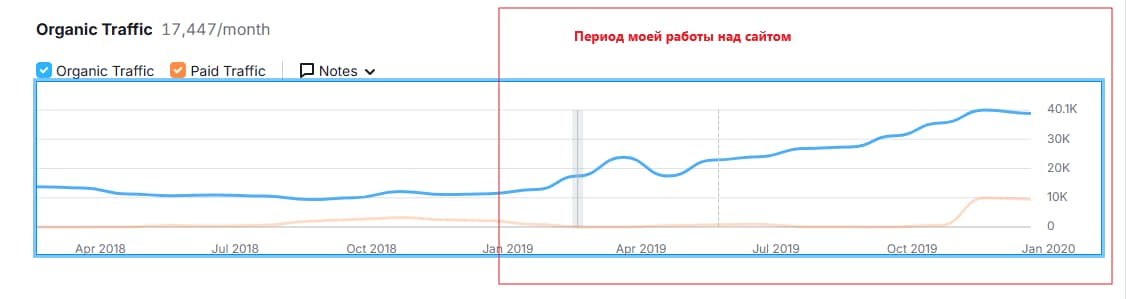 Organic Traffic 17,447/month
Период моей работы над сайтом
Organic Traffic Paid Traffic Notes
40.1K
30K
20K
10K
0
Apr 2018 Jul 2018 Oct 2018 Jan 2019 Apr 2019 Jul 2019 Oct 2019 Jan 2020